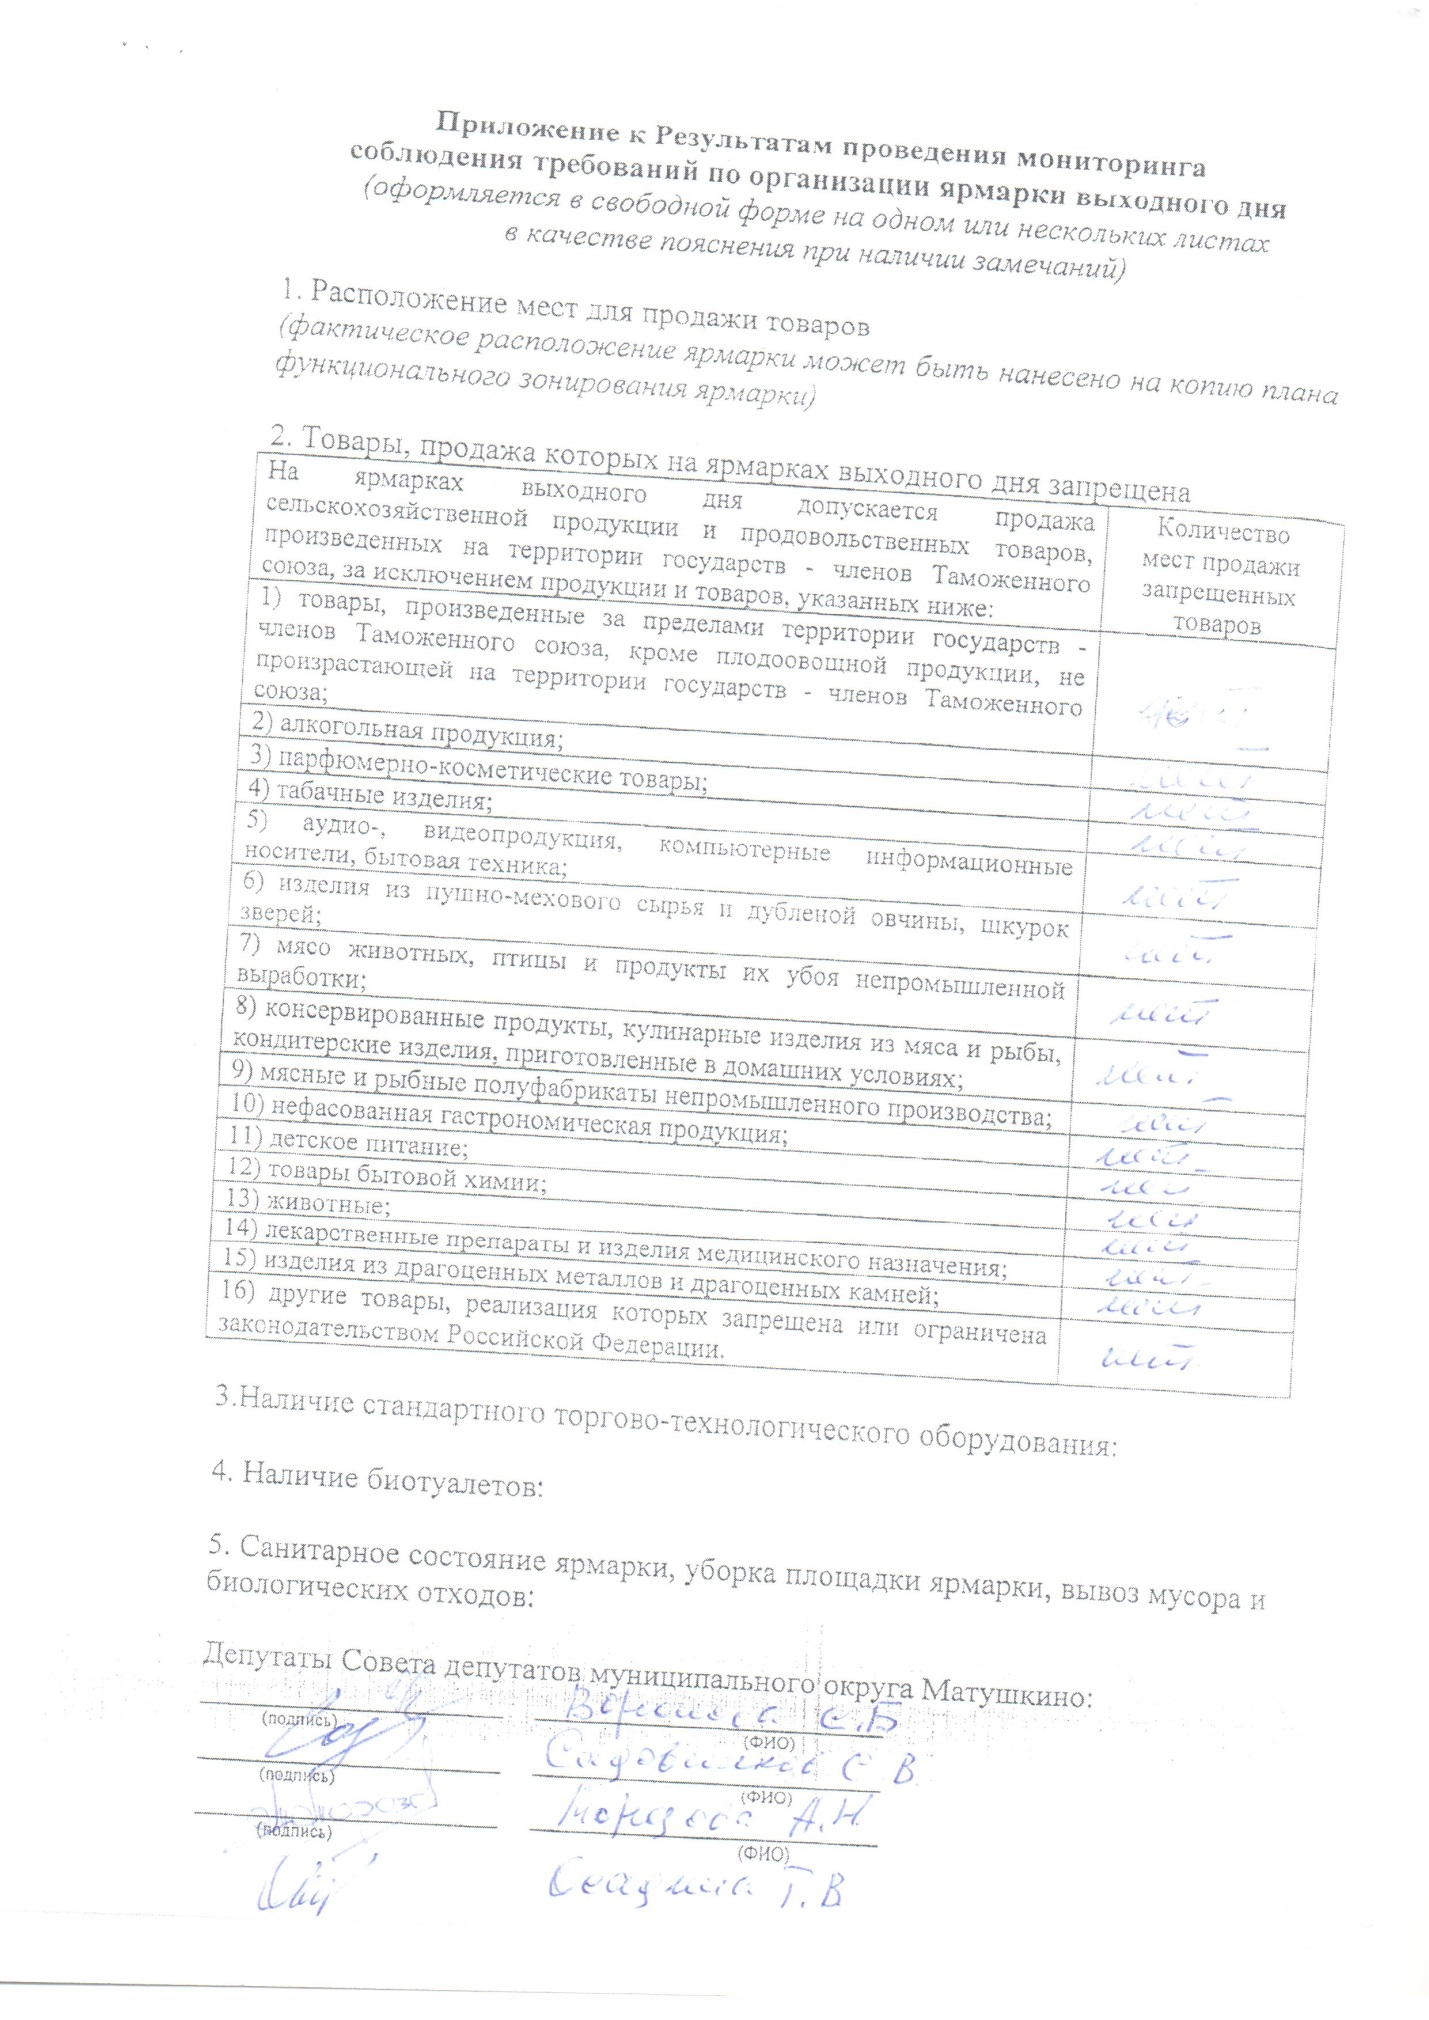 Приложение к Результатам проведения мониторинга
соблюдения требований по организации ярмарки выходного дня
(оформляется в свободной форме на одном или нескольких листах
в качестве пояснения при наличии замечаний)
1. Расположение мест для продажи товаров
(фактическое расположение ярмарки может быть нанесено на копию плана
функционального зонирования ярмарки)
2. Товары, продажа которых на ярмарках выходного дня запрещена
На ярмарках выходного дня допускается продажа
сельскохозяйственной продукции и продовольственных товаров,
произведенных на территории государств - членов Таможенного
союза, за исключением продукции и товаров, указанных ниже:
Количество
мест продажи
запрещенных
товаров
1) товары, произведенные за пределами территории государств -
членов Таможенного союза, кроме плодоовощной продукции, не
произрастающей на территории государств - членов Таможенного
союза;
нет
2) алкогольная продукция;
нет
3) парфюмерно-косметические товары;
нет
4) табачные изделия;
нет
5) аудио-, видеопродукция, компьютерные информационные
носители, бытовая техника;
нет
6) изделия из пушно-мехового сырья и дубленой овчины, шкурок
зверей;
нет
7) мясо животных, птицы и продукты их убоя непромышленной
выработки;
нет
8) консервированные продукты, кулинарные изделия из мяса и рыбы,
кондитерские изделия, приготовленные в домашних условиях;
нет
9) мясные и рыбные полуфабрикаты непромышленного производства;
нет
10) нефасованная гастрономическая продукция;
нет
11) детское питание;
нет
12) товары бытовой химии;
нет
13) животные;
нет
14) лекарственные препараты и изделия медицинского назначения;
нет
15) изделия из драгоценных металлов и драгоценных камней;
нет
16) другие товары, реализация которых запрещена или ограничена
законодательством Российской Федерации.
нет
3.Наличие стандартного торгово-технологического оборудования:
4. Наличие биотуалетов:
5. Санитарное состояние ярмарки, уборка площадки ярмарки, вывоз мусора и
биологических отходов:
Депутаты Совета депутатов муниципального округа Матушкино:
С.Б
(подпись) (ФИО)
С В
(подпись) (ФИО)
Морозова А.Н.
(подпись) (ФИО)
Т.В